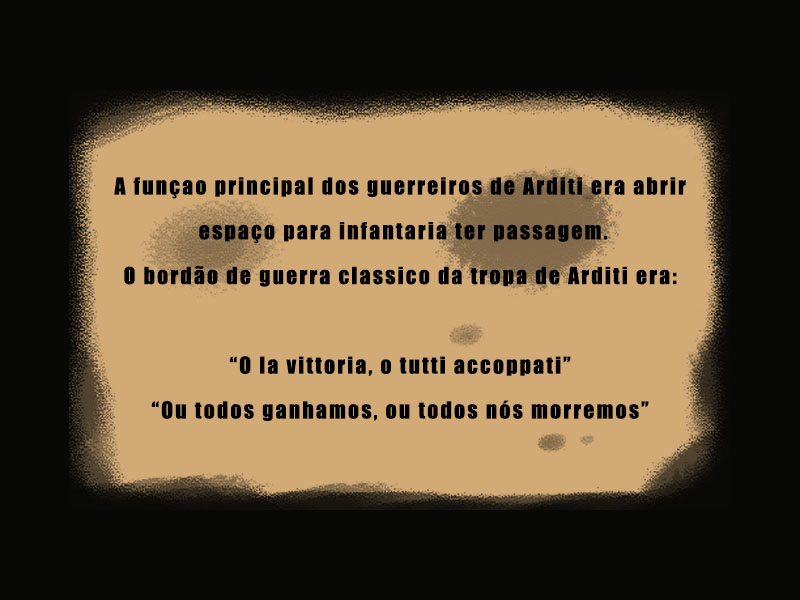 A funçao principal dos guerreiros de Arditi era abrir
espaço para infantaria ter passagem.
O bordão de guerra classico da tropa de Arditi era:
“O la vittoria, o tutti accoppati”
“Ou todos ganhamos, ou todos nós morremos”